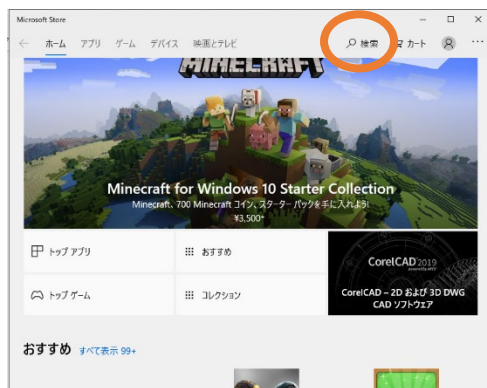 Microsoft Store
ホーム アプリ ゲーム デバイス 映画とテレビ 検索 カート
MINECRAFT
Minecraft for Windows 10 Starter Collection
Minecraft、700 Minecraft コイン、スターター パックを手に入れよう!
¥3,500+
トップ アプリ
おすすめ
CorelCAD 2019
トップ ゲーム
コレクション
CorelCAD – 2D および 3D DWG
CAD ソフトウェア
おすすめ すべて表示 99+